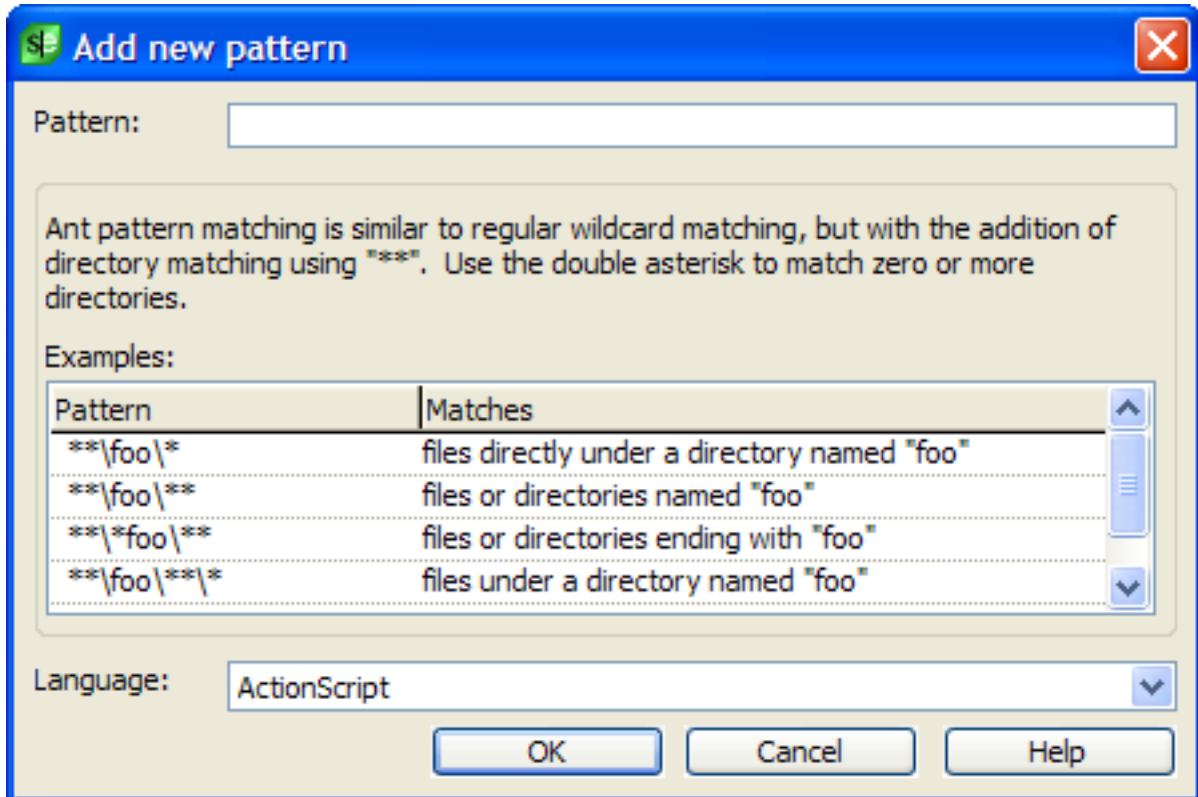 S|e Add new pattern
Pattern:
Ant pattern matching is similar to regular wildcard matching, but with the addition of
directory matching using "**".  Use the double asterisk to match zero or more
directories.
Examples:
Pattern Matches
**\foo\* files directly under a directory named "foo"
**\foo\** files or directories named "foo"
**\*foo\** files or directories ending with "foo"
**\foo\**\* files under a directory named "foo"
Language: ActionScript
OK Cancel Help